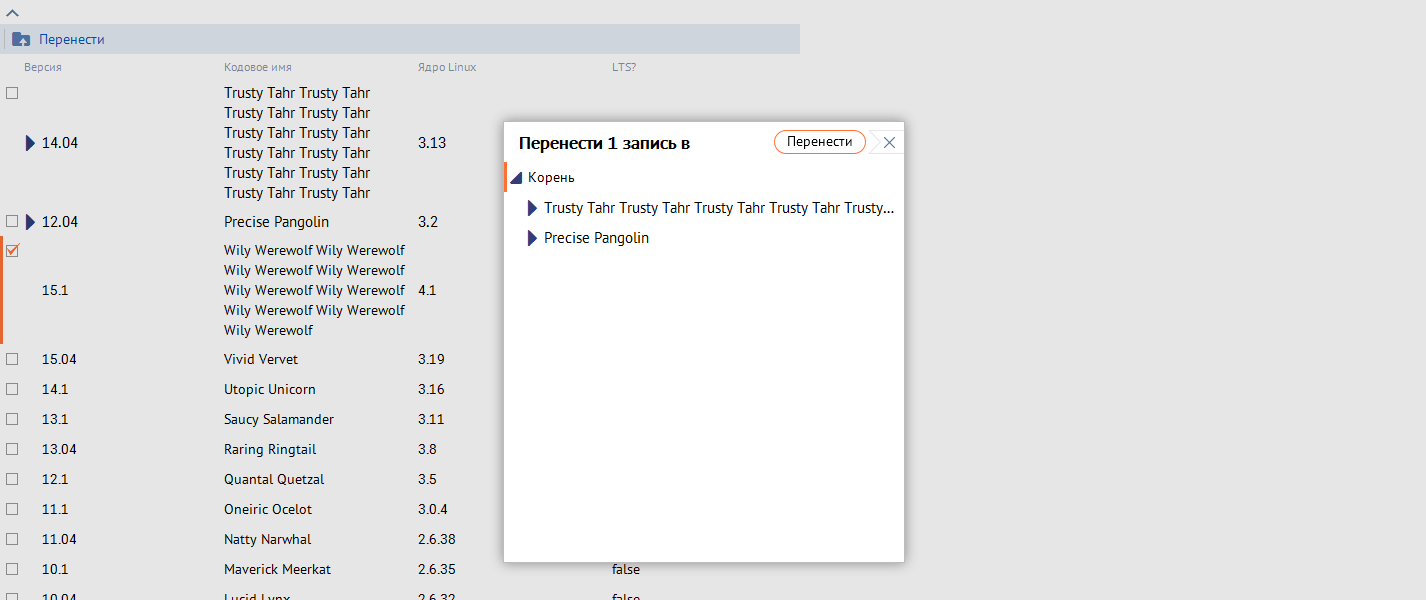 Перенести
Версия Кодовое имя Ядро Linux LTS?
Trusty Tahr Trusty Tahr
Trusty Tahr Trusty Tahr
Trusty Tahr Trusty Tahr
14.04 3.13
Trusty Tahr Trusty Tahr
Trusty Tahr Trusty Tahr
Trusty Tahr Trusty Tahr
12.04 Precise Pangolin 3.2
Wily Werewolf Wily Werewolf
Wily Werewolf Wily Werewolf
15.1 Wily Werewolf Wily Werewolf 4.1
Wily Werewolf Wily Werewolf
Wily Werewolf
15.04 Vivid Vervet 3.19
14.1 Utopic Unicorn 3.16
13.1 Saucy Salamander 3.11
13.04 Raring Ringtail 3.8
12.1 Quantal Quetzal 3.5
11.1 Oneiric Ocelot 3.0.4
11.04 Natty Narwhal 2.6.38
10.1 Maverick Meerkat 2.6.35 false
10.04 Lucid Lynx 2.6.32 false
Перенести 1 запись в Перенести
Корень
Trusty Tahr Trusty Tahr Trusty Tahr Trusty Tahr Trusty...
Precise Pangolin